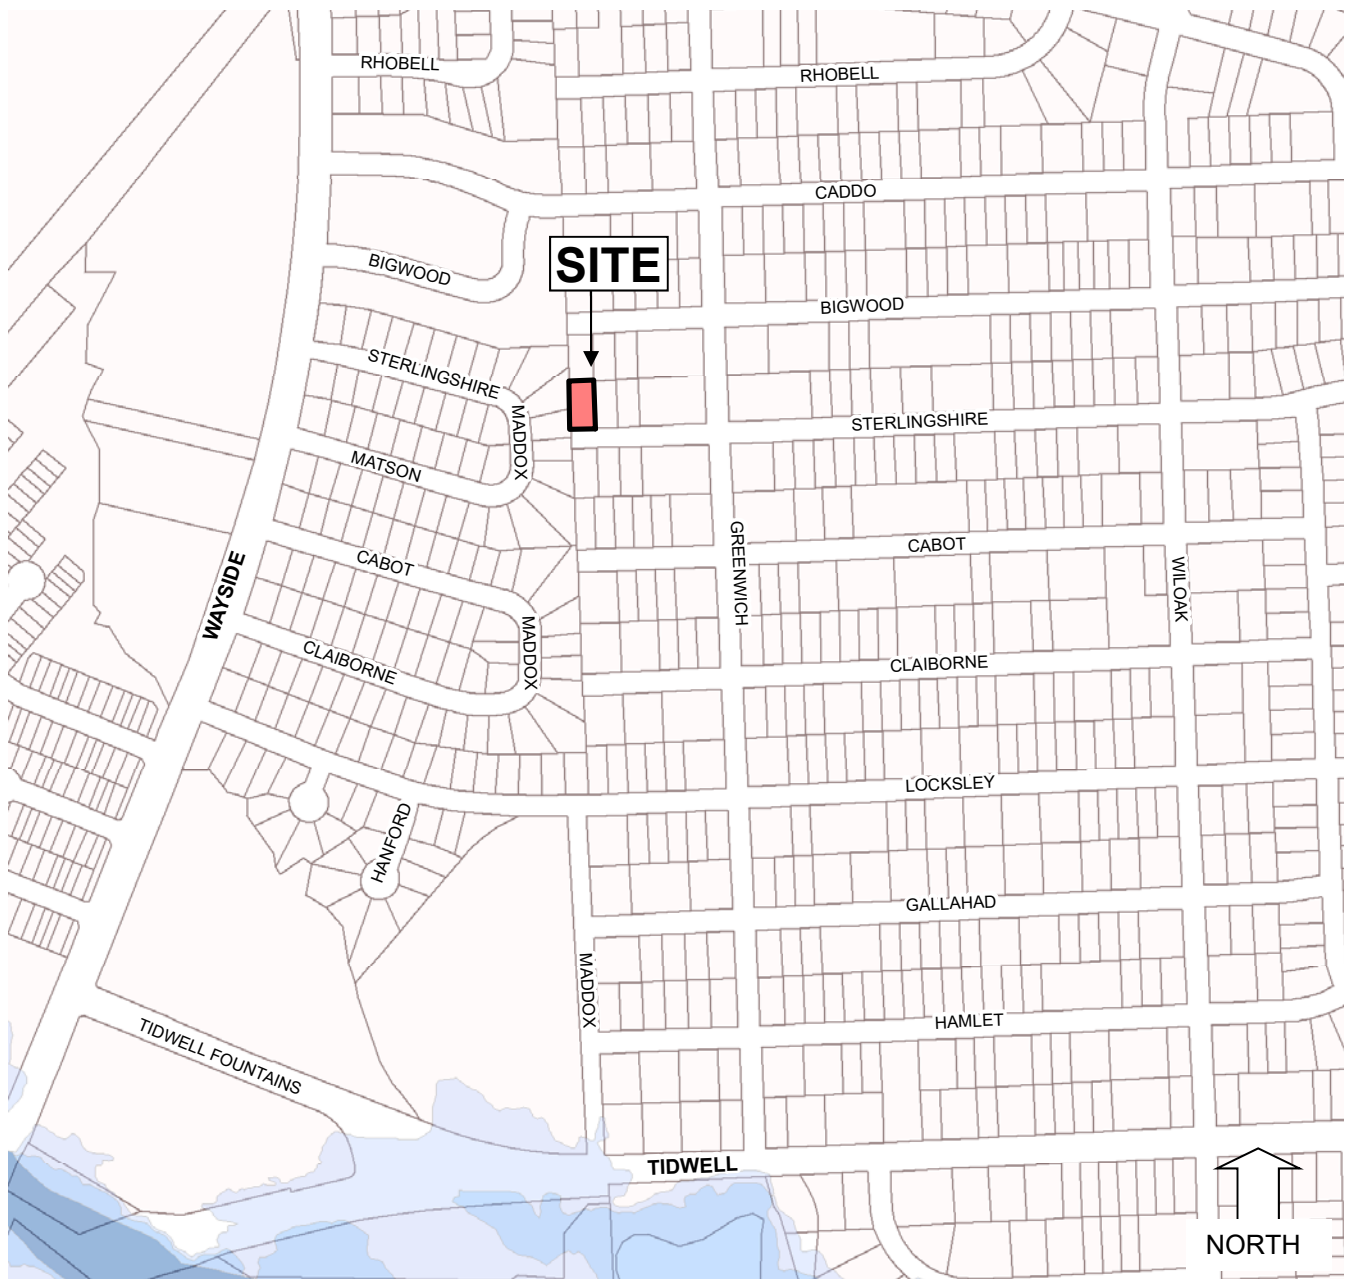 RHOBELL
RHOBELL
CADDO
BIGWOOD
SITE
BIGWOOD
STERLINGSHIRE
MADDOX
STERLINGSHIRE
MATSON
GREENWICH
CABOT
CABOT
WAYSIDE
WILOAK
MADDOX
CLAIBORNE
CLAIBORNE
LOCKSLEY
HANFORD
GALLAHAD
MADDOX
HAMLET
TIDWELL FOUNTAINS
TIDWELL
NORTH